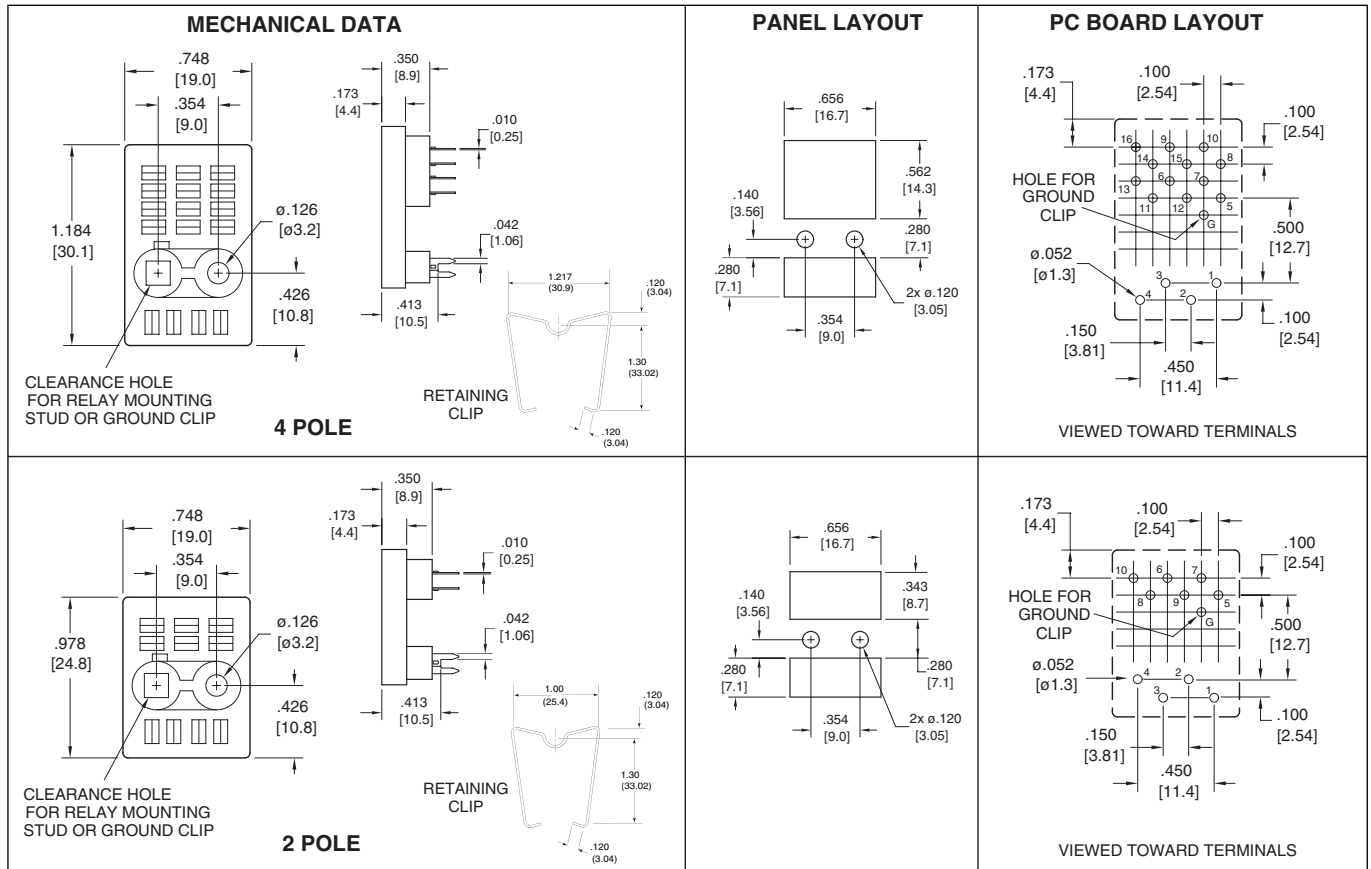 MECHANICAL DATA
.748
[19.0]
.354
[9.0]
1.184
[30.1]
ø.126
[ø3.2]
.426
[10.8]
CLEARANCE HOLE
FOR RELAY MOUNTING
STUD OR GROUND CLIP
.350
[8.9]
.173
[4.4]
.010
[0.25]
.042
[1.06]
.413
[10.5]
1.217
(30.9)
.120
(3.04)
1.30
(33.02)
RETAINING
CLIP
.120
(3.04)
4 POLE
PANEL LAYOUT
.656
[16.7]
.562
[14.3]
.140
[3.56]
.280
[7.1]
.280
[7.1]
2x ø.120
[3.05]
.354
[9.0]
PC BOARD LAYOUT
.173
[4.4]
.100
[2.54]
.100
[2.54]
16 9 10
14 15 8
13 6 7
11 12 5
G
HOLE FOR
GROUND
CLIP
.500
[12.7]
ø.052
[ø1.3]
3 1
4 2
.100
[2.54]
.150
[3.81]
.450
[11.4]
VIEWED TOWARD TERMINALS
.748
[19.0]
.354
[9.0]
.978
[24.8]
ø.126
[ø3.2]
.426
[10.8]
CLEARANCE HOLE
FOR RELAY MOUNTING
STUD OR GROUND CLIP
.350
[8.9]
.173
[4.4]
.010
[0.25]
.042
[1.06]
.413
[10.5]
1.00
(25.4)
.120
(3.04)
1.30
(33.02)
RETAINING
CLIP
.120
(3.04)
2 POLE
.656
[16.7]
.343
[8.7]
.140
[3.56]
.280
[7.1]
.280
[7.1]
.354
[9.0]
2x ø.120
[3.05]
.173
[4.4]
.100
[2.54]
.100
[2.54]
10 6 7
8 9 5
G
HOLE FOR
GROUND
CLIP
.500
[12.7]
ø.052
[ø1.3]
4 2
3 1
.100
[2.54]
.150
[3.81]
.450
[11.4]
VIEWED TOWARD TERMINALS